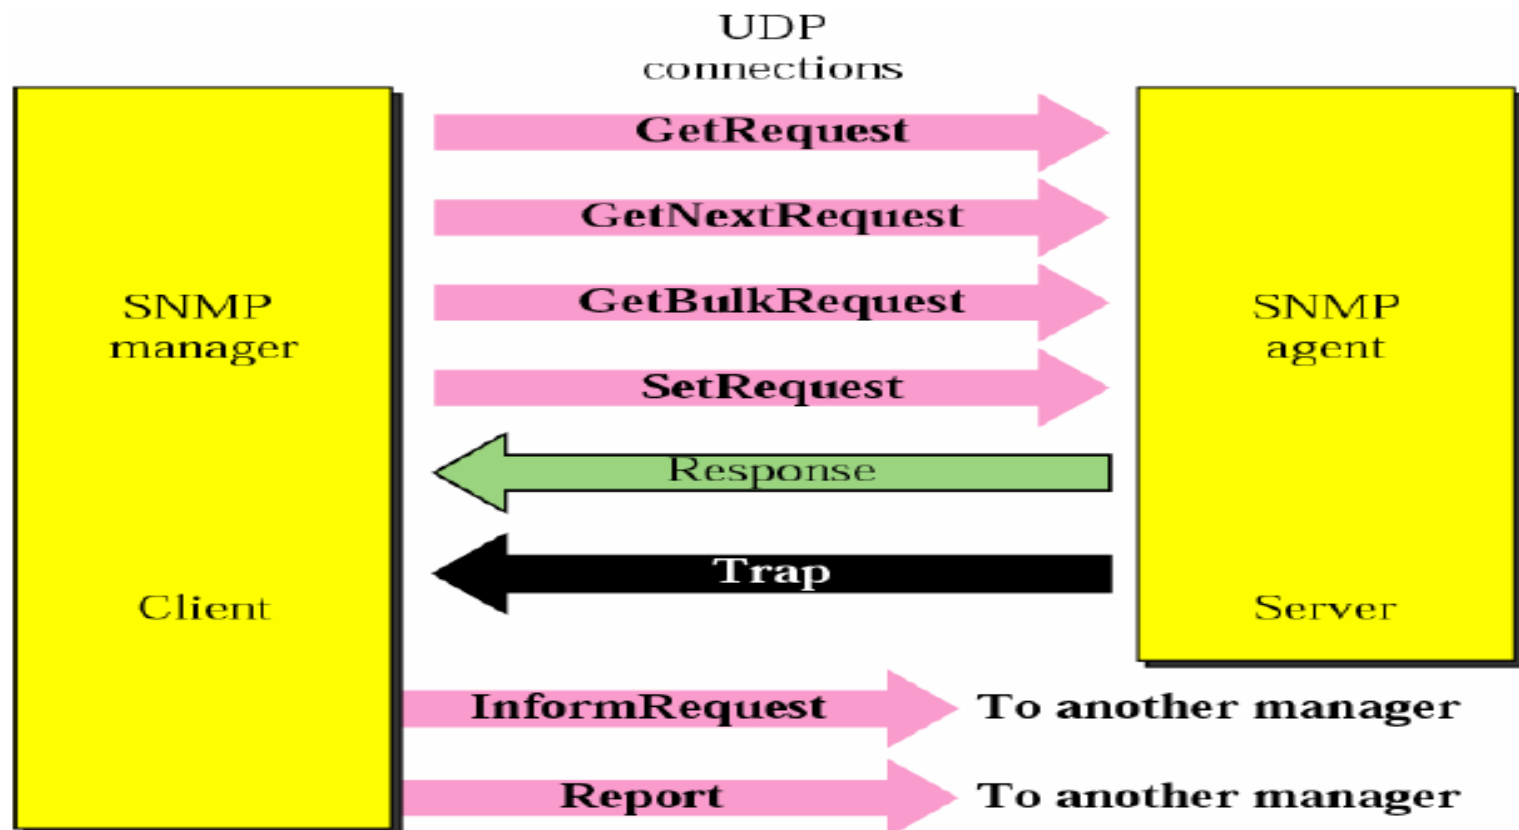 UDP
connections
GetRequest
GetNextRequest
GetBulkRequest
SNMP
manager
SNMP
agent
SetRequest
Response
Trap
Client
Server
InformRequest
To another manager
Report
To another manager